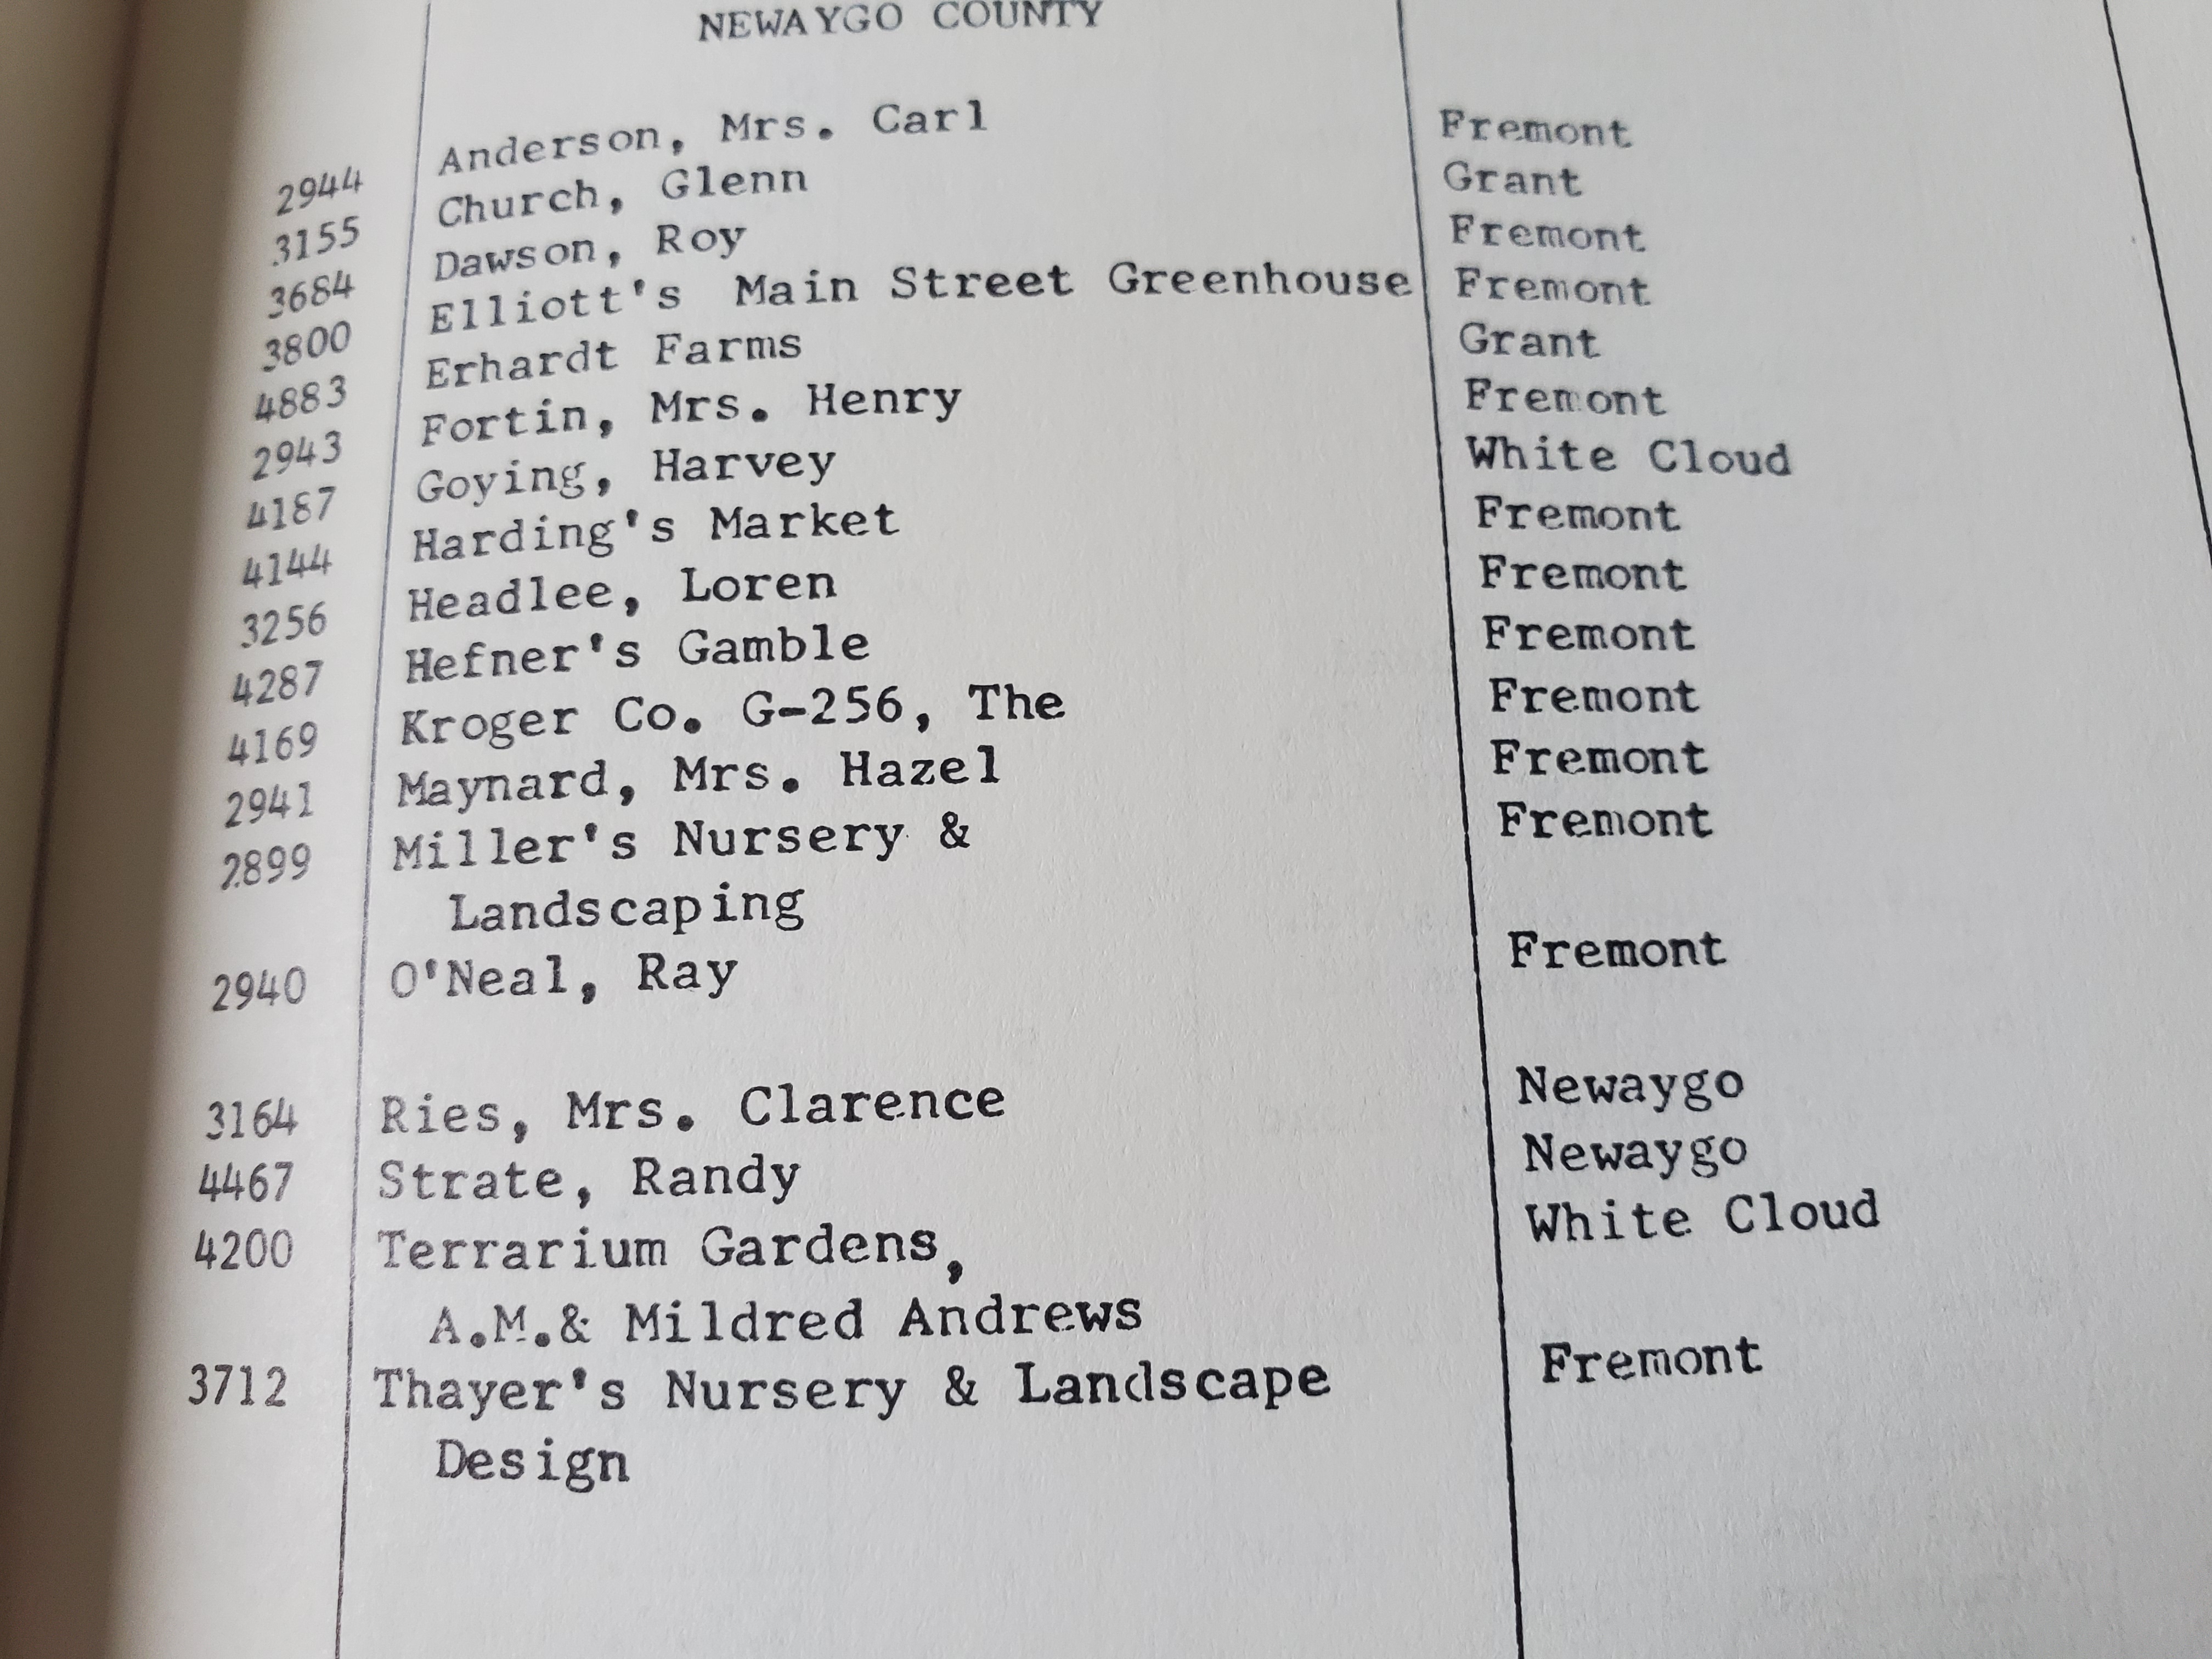 NEWAYGO COUNTY
2944 Anderson, Mrs. Carl Fremont
3155 Church, Glenn Grant
3684 Dawson, Roy Fremont
3800 Elliott's Main Street Greenhouse Fremont
4883 Erhardt Farms Grant
2943 Fortin, Mrs. Henry Fremont
4187 Goying, Harvey White Cloud
4144 Harding's Market Fremont
3256 Headlee, Loren Fremont
4287 Hefner's Gamble Fremont
4169 Kroger Co. G-256, The Fremont
2941 Maynard, Mrs. Hazel Fremont
2899 Miller's Nursery & Fremont
Landscaping
2940 O'Neal, Ray Fremont
3164 Ries, Mrs. Clarence Newaygo
4467 Strate, Randy Newaygo
4200 Terrarium Gardens, White Cloud
A.M.& Mildred Andrews
3712 Thayer's Nursery & Landscape Fremont
Design